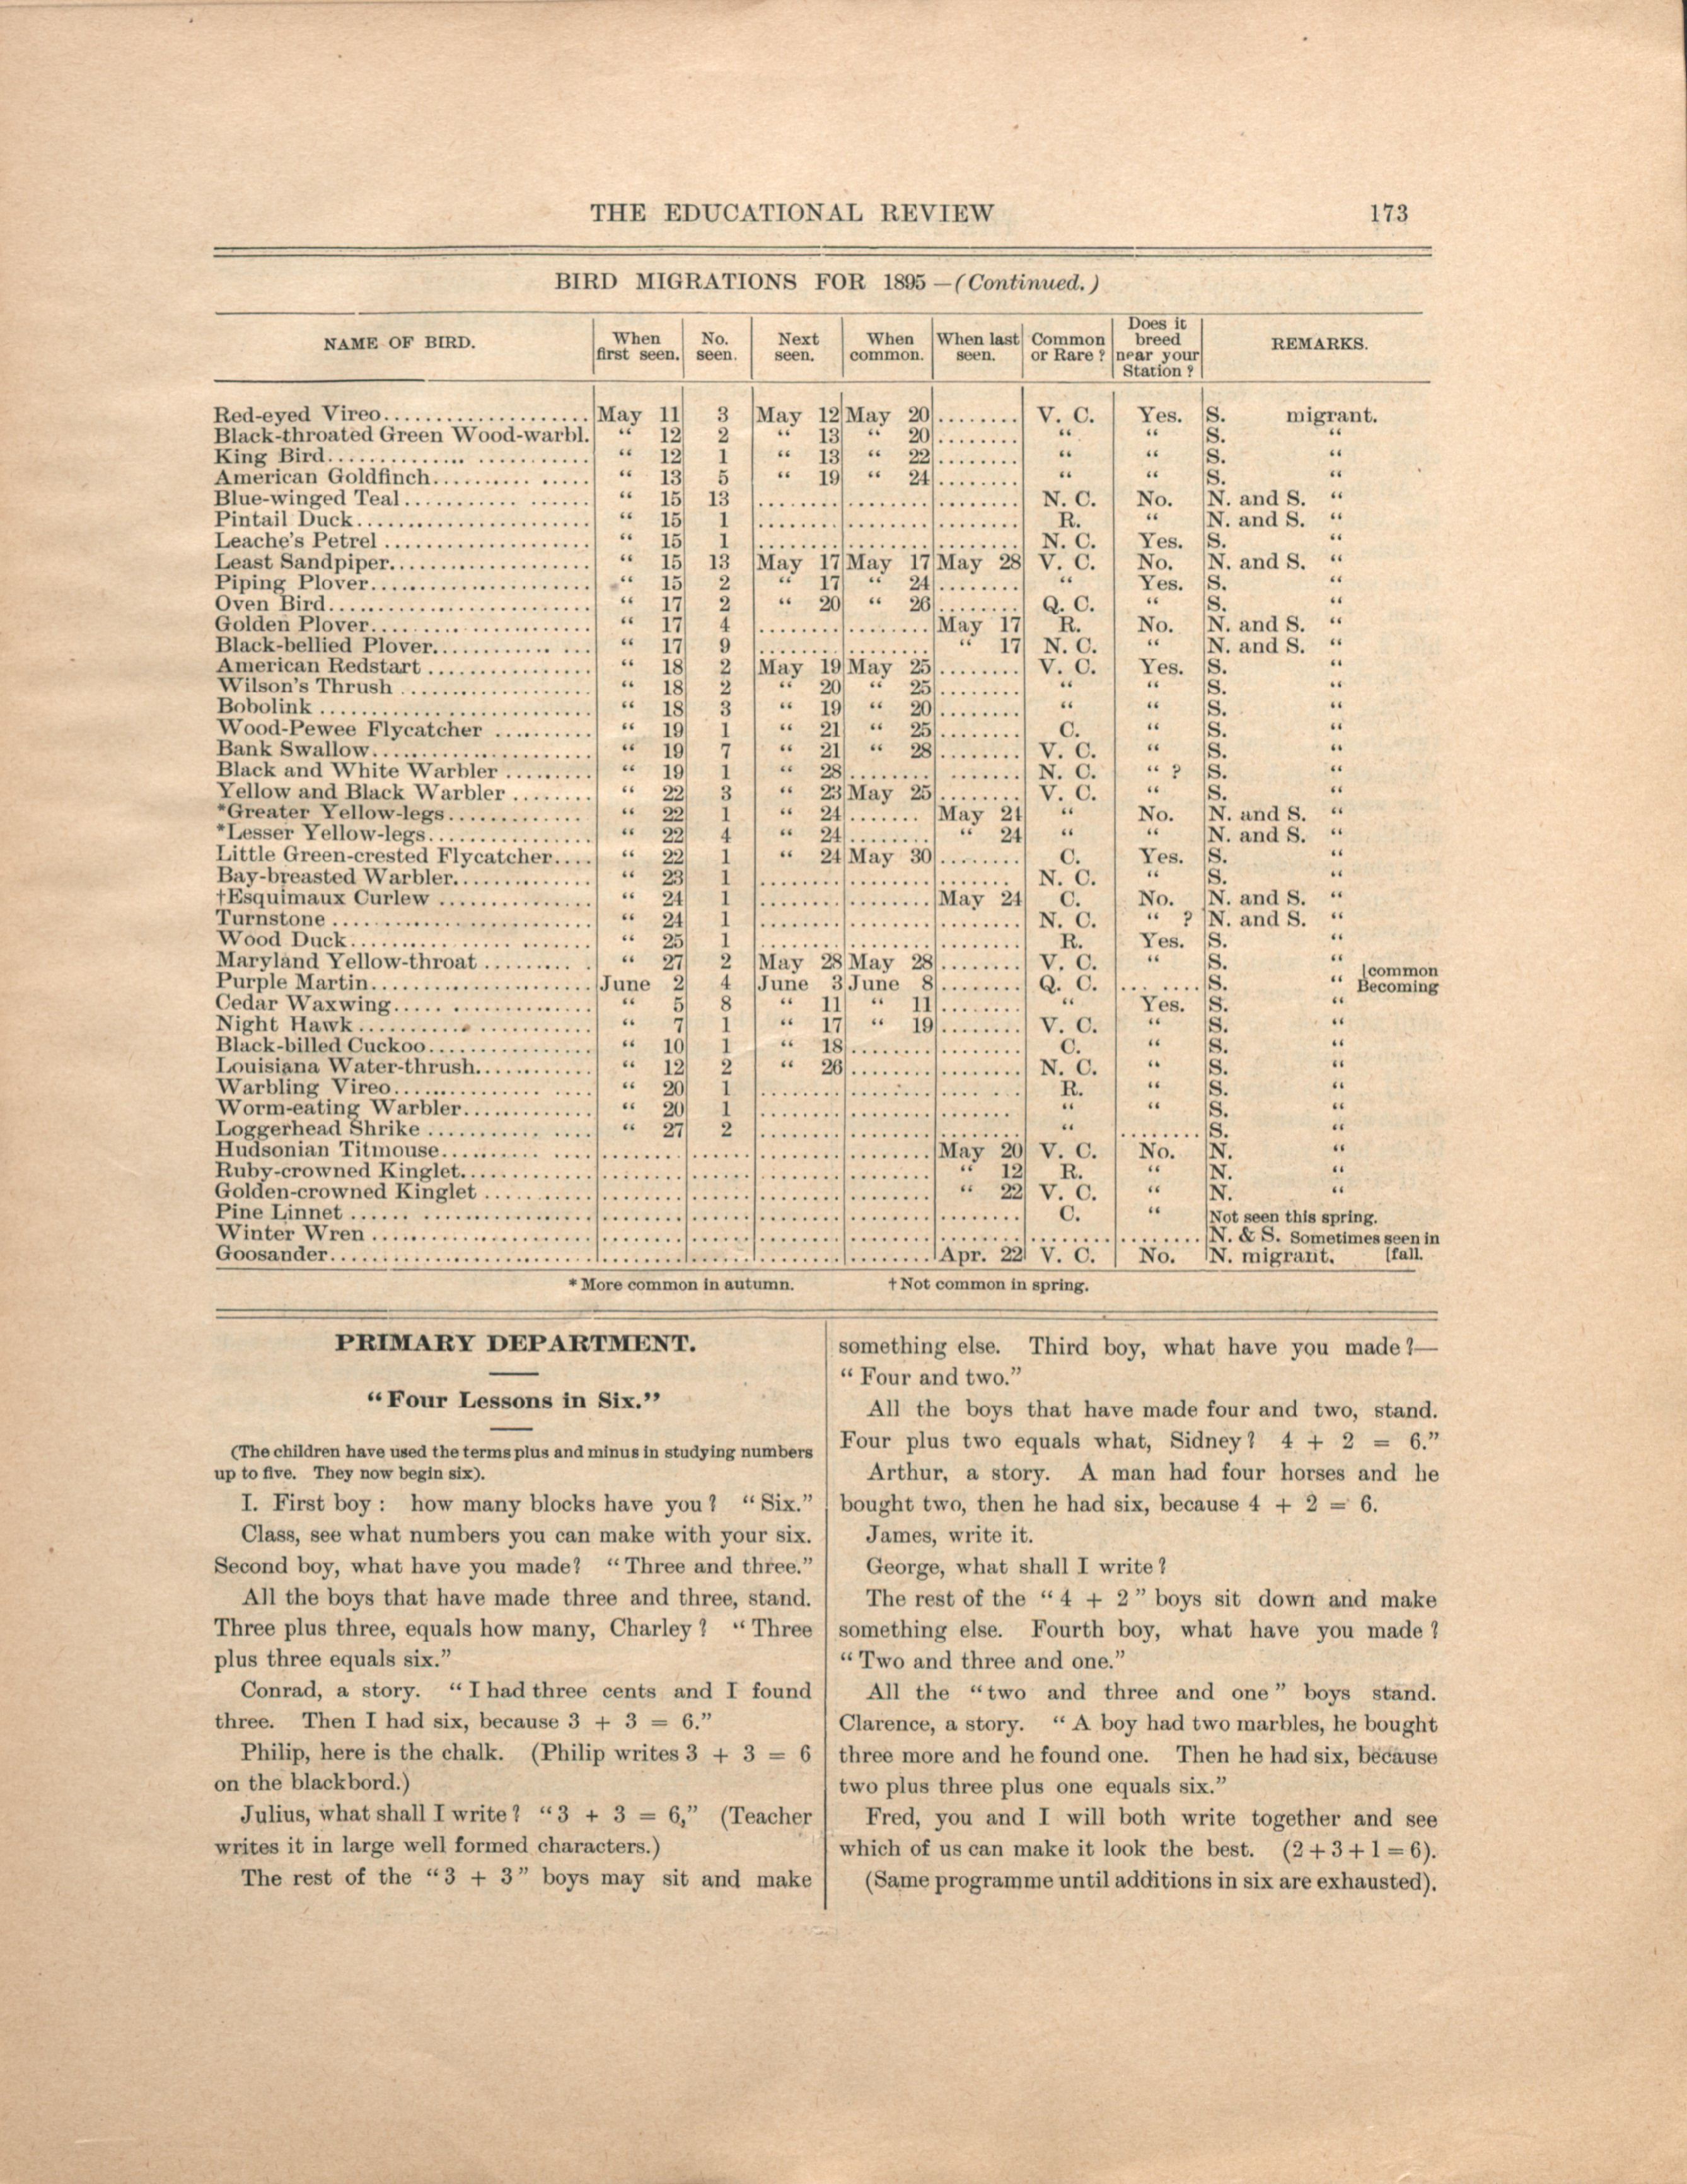 THE EDUCATIONAL REVIEW 173
BIRD MIGRATIONS FOR 1895 —(Continued.)
NAME OF BIRD. When first seen. No. seen. Next seen. When common. When last seen. Common or Rare? Does it breed near your Station? REMARKS.
Red-eyed Vireo.................... May 11 3 May 12 May 20 ........ V. C. Yes. S. migrant.
Black-throated Green Wood-warbl. “ 12 2 “ 13 “ 20 ........ “ “ S. “
King Bird.................... “ 12 1 “ 13 “ 22 ........ “ “ S. “
American Goldfinch.......... ..... “ 13 5 “ 19 “ 24 ........ “ “ S. “
Blue-winged Teal............ ...... “ 15 13 ........ ........ ........ N. C. No. N. and S. “
Pintail Duck.................... “ 15 1 ........ ........ ........ R. “ N. and S. “
Leache's Petrel .................... “ 15 1 ........ ........ ........ N. C. Yes. S. “
Least Sandpiper.................... “ 15 13 May 17 May 17 May 28 V. C. No. N. and S. “
Piping Plover.................... “ 15 2 “ 17 “ 24 ........ “ Yes. S. “
Oven Bird.................... “ 17 2 “ 20 “ 26 ........ Q. C. “ S. “
Golden Plover.................... “ 17 4 ........ ........ May 17 R. No. N. and S. “
Black-bellied Plover............ ... “ 17 9 ........ ........ “ 17 N. C. “ N. and S. “
American Redstart ................ “ 18 2 May 19 May 25 ........ V. C. Yes. S. “
Wilson's Thrush .................. “ 18 2 “ 20 “ 25 ........ “ “ S. “
Bobolink .................... “ 18 3 “ 19 “ 20 ........ “ “ S. “
Wood-Pewee Flycatcher .......... “ 19 1 “ 21 “ 25 ........ C. “ S. “
Bank Swallow.................... “ 19 7 “ 21 “ 28 ........ V. C. “ S. “
Black and White Warbler ......... “ 19 1 “ 28 ........ ....... N. C. “ ? S. “
Yellow and Black Warbler ........ “ 22 3 “ 23 May 25 ........ V. C. “ S. “
*Greater Yellow-legs............. “ 22 1 “ 24 ....... May 24 “ No. N. and S. “
*Lesser Yellow-legs................ “ 22 4 “ 24 ........ “ 24 “ “ N. and S. “
Little Green-crested Flycatcher.... “ 22 1 “ 24 May 30 ........ C. Yes. S. “
Bay-breasted Warbler.............. “ 23 1 ........ ........ ....... N. C. “ S. “
†Esquimaux Curlew ............... “ 24 1 ........ ........ May 24 C. No. N. and S. “
Turnstone .................... “ 24 1 ........ ........ ........ N. C. “ ? N. and S. “
Wood Duck.................... “ 25 1 ........ ........ ........ R. Yes. S. “
Maryland Yellow-throat ......... . “ 27 2 May 28 May 28 ........ V. C. “ S. “
Purple Martin.................... June 2 4 June 3 June 8 ........ Q. C. ........ S. “ Becoming (common
Cedar Waxwing..... ............. “ 5 8 “ 11 “ 11 ........ “ Yes. S. “
Night Hawk.................... “ 7 1 “ 17 “ 19 ........ V. C. “ S. “
Black-billed Cuckoo................ “ 10 1 “ 18 ........ ........ C. “ S. “
Louisiana Water-thrush............ “ 12 2 “ 26 ........ ........ N. C. “ S. “
Warbling Vireo............... .... “ 20 1 ........ ........ ........ R. “ S. “
Worm-eating Warbler............. “ 20 1 ........ ........ ....... “ “ S. “
Loggerhead Shrike ........... .... “ 27 2 ........ ........ ........ “ ........ S. “
Hudsonian Titmouse.......... .... ........ .... ........ ........ May 20 V. C. No. N. “
Ruby-crowned Kinglet............. ........ .... ........ ........ “ 12 R. “ N. “
Golden-crowned Kinglet ........... ........ .... ........ ........ “ 22 V. C. “ N. “
Pine Linnet ...... ................ ........ .... ........ ........ ........ C. “ Not seen this spring.
Winter Wren .................... ........ .... ........ ........ ........ ........ ........ N. & S. Sometimes seen in
Goosander.................... ........ .... ........ ........ Apr. 22 V. C. No. N. migrant. (fall.
* More common in autumn. † Not common in spring.
PRIMARY DEPARTMENT.
“Four Lessons in Six.”
(The children have used the terms plus and minus in studying numbers
up to five. They now begin six).
I. First boy : how many blocks have you ? “Six.”
Class, see what numbers you can make with your six.
Second boy, what have you made? “Three and three.”
All the boys that have made three and three, stand.
Three plus three, equals how many, Charley ? “Three
plus three equals six.”
Conrad, a story. “I had three cents and I found
three. Then I had six, because 3 + 3 = 6.”
Philip, here is the chalk. (Philip writes 3 + 3 = 6
on the blackbord.)
Julius, what shall I write ? “3 + 3 = 6,” (Teacher
writes it in large well formed characters.)
The rest of the “3 + 3” boys may sit and make
something else. Third boy, what have you made ?—
“Four and two.”
All the boys that have made four and two, stand.
Four plus two equals what, Sidney ? 4 + 2 = 6.”
Arthur, a story. A man had four horses and he
bought two, then he had six, because 4 + 2 = 6.
James, write it.
George, what shall I write ?
The rest of the “4 + 2” boys sit down and make
something else. Fourth boy, what have you made ?
“Two and three and one.”
All the “two and three and one” boys stand.
Clarence, a story. “A boy had two marbles, he bought
three more and he found one. Then he had six, because
two plus three plus one equals six.”
Fred, you and I will both write together and see
which of us can make it look the best. (2 + 3 + 1 = 6).
(Same programme until additions in six are exhausted).